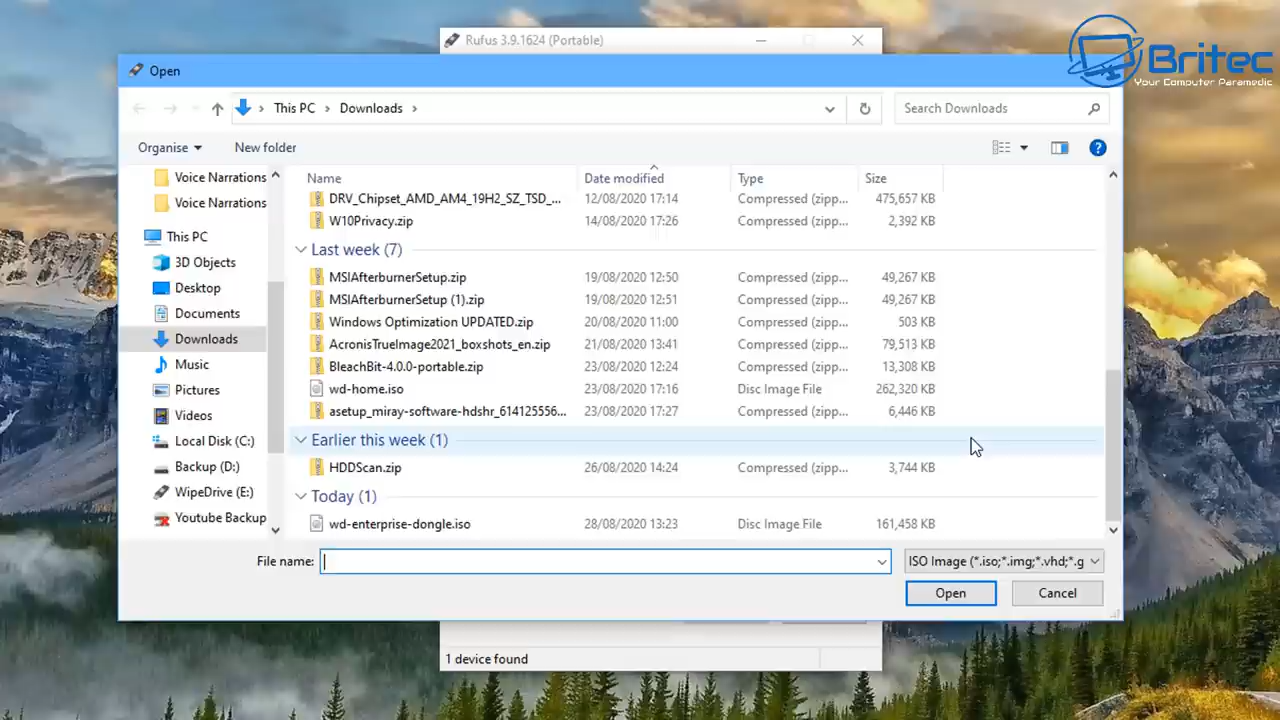 Rufus 3.9.1624 (Portable)
Britec
Your Computer Paramedic
Open
This PC > Downloads >
Search Downloads
Organise
New folder
Voice Narrations
Voice Narrations
This PC
3D Objects
Desktop
Documents
Downloads
Music
Pictures
Videos
Local Disk (C:)
Backup (D:)
WipeDrive (E:)
Youtube Backup
Name Date modified Type Size
DRV_Chipset_AMD_AM4_19H2_SZ_TSD_... 12/08/2020 17:14 Compressed (zipp... 475,657 KB
W10Privacy.zip 14/08/2020 17:26 Compressed (zipp... 2,392 KB
Last week (7)
MSIAfterburnerSetup.zip 19/08/2020 12:50 Compressed (zipp... 49,267 KB
MSIAfterburnerSetup (1).zip 19/08/2020 12:51 Compressed (zipp... 49,267 KB
Windows Optimization UPDATED.zip 20/08/2020 11:00 Compressed (zipp... 503 KB
AcronisTrueImage2021_boxshots_en.zip 21/08/2020 13:41 Compressed (zipp... 79,513 KB
BleachBit-4.0.0-portable.zip 23/08/2020 12:24 Compressed (zipp... 13,308 KB
wd-home.iso 23/08/2020 17:16 Disc Image File 262,320 KB
asetup_miray-software-hdshr_614125556... 23/08/2020 17:27 Compressed (zipp... 6,446 KB
Earlier this week (1)
HDDScan.zip 26/08/2020 14:24 Compressed (zipp... 3,744 KB
Today (1)
wd-enterprise-dongle.iso 28/08/2020 13:23 Disc Image File 161,458 KB
File name:
ISO Image (*.iso;*.img;*.vhd;*.g
Open
Cancel
1 device found